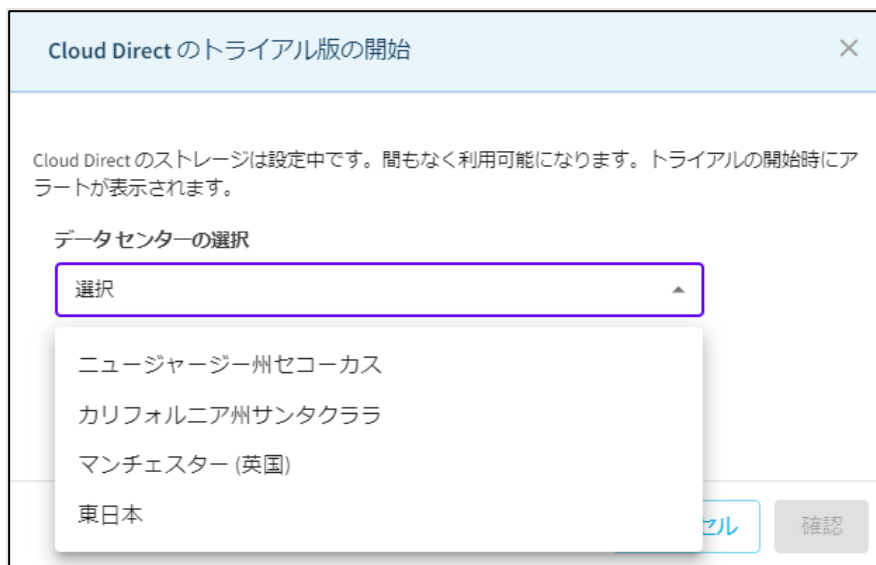 Cloud Direct のトライアル版の開始
Cloud Direct のストレージは設定中です。間もなく利用可能になります。トライアルの開始時にア
ラートが表示されます。
データ センターの選択
選択
ニュージャージー州セコーカス
カリフォルニア州サンタクララ
マンチェスター (英国)
東日本
セル
確認